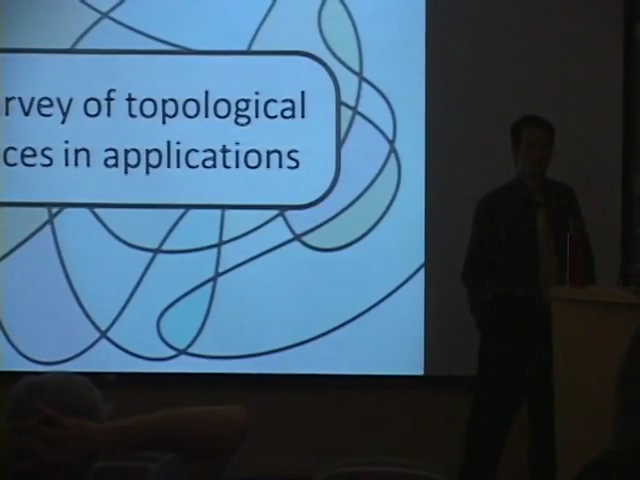 rvey of topological
ces in applications